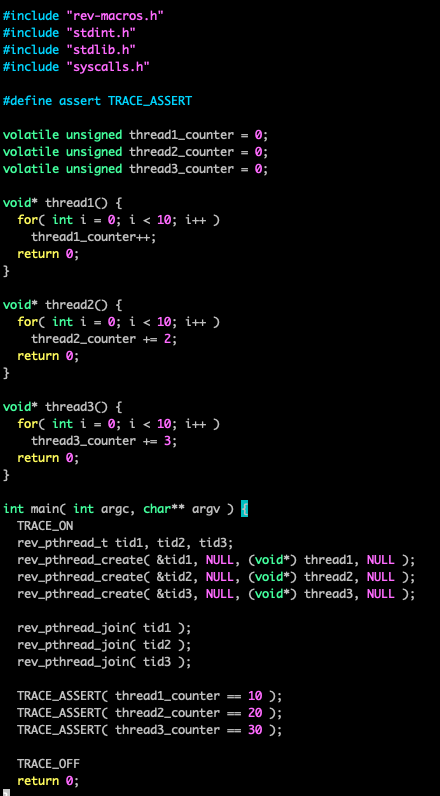 #include "rev-macros.h"
#include "stdint.h"
#include "stdlib.h"
#include "syscalls.h"

#define assert TRACE_ASSERT

volatile unsigned thread1_counter = 0;
volatile unsigned thread2_counter = 0;
volatile unsigned thread3_counter = 0;

void* thread1() {
  for( int i = 0; i < 10; i++ )
    thread1_counter++;
  return 0;
}

void* thread2() {
  for( int i = 0; i < 10; i++ )
    thread2_counter += 2;
  return 0;
}

void* thread3() {
  for( int i = 0; i < 10; i++ )
    thread3_counter += 3;
  return 0;
}

int main( int argc, char** argv ) {
  TRACE_ON
  rev_pthread_t tid1, tid2, tid3;
  rev_pthread_create( &tid1, NULL, (void*) thread1, NULL );
  rev_pthread_create( &tid2, NULL, (void*) thread2, NULL );
  rev_pthread_create( &tid3, NULL, (void*) thread3, NULL );

  rev_pthread_join( tid1 );
  rev_pthread_join( tid2 );
  rev_pthread_join( tid3 );

  TRACE_ASSERT( thread1_counter == 10 );
  TRACE_ASSERT( thread2_counter == 20 );
  TRACE_ASSERT( thread3_counter == 30 );

  TRACE_OFF
  return 0;